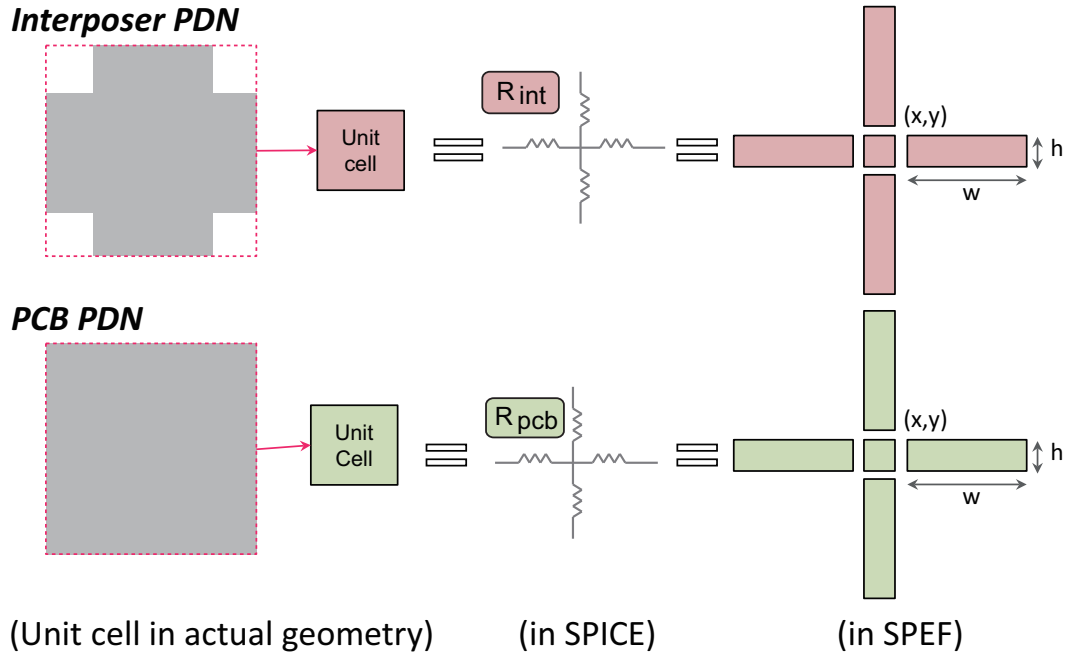 Interposer PDN
Unit
cell
R int
(x,y)
h
w
PCB PDN
Unit
Cell
R pcb
(x,y)
h
w
(Unit cell in actual geometry)
(in SPICE)
(in SPEF)